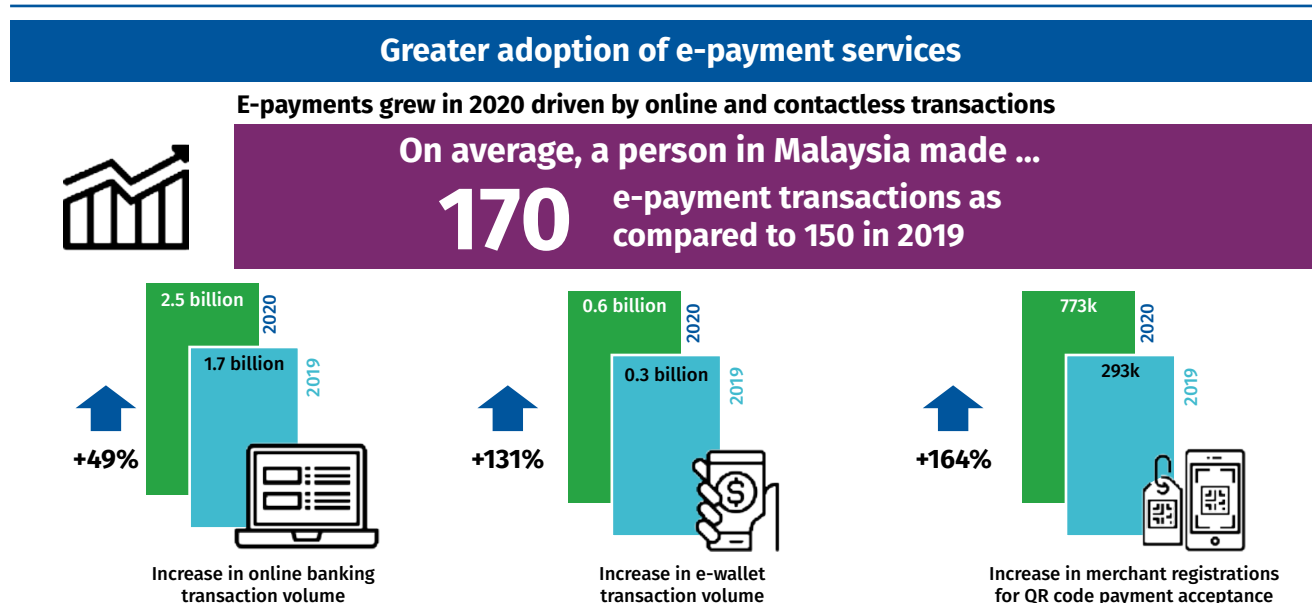 Greater adoption of e-payment services
E-payments grew in 2020 driven by online and contactless transactions
On average, a person in Malaysia made ...
170
e-payment transactions as
compared to 150 in 2019
2.5 billion
2020
1.7 billion
2019
+49%
Increase in online banking
transaction volume
0.6 billion
2020
0.3 billion
2019
+131%
$
Increase in e-wallet
transaction volume
773k
2020
293k
2019
+164%
Increase in merchant registrations
for QR code payment acceptance